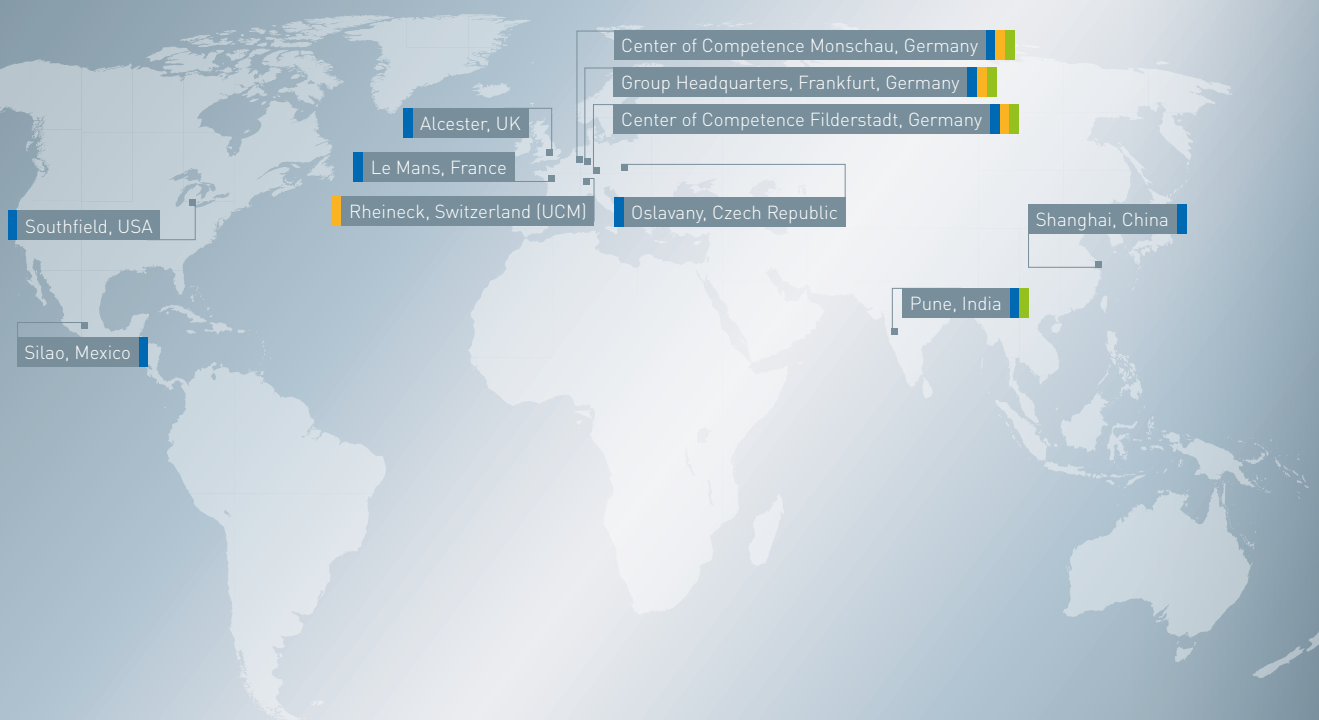 Center of Competence Monschau, Germany
Group Headquarters, Frankfurt, Germany
Center of Competence Filderstadt, Germany
Alcester, UK
Le Mans, France
Rheineck, Switzerland (UCM)
Oslavany, Czech Republic
Southfield, USA
Shanghai, China
Pune, India
Silao, Mexico